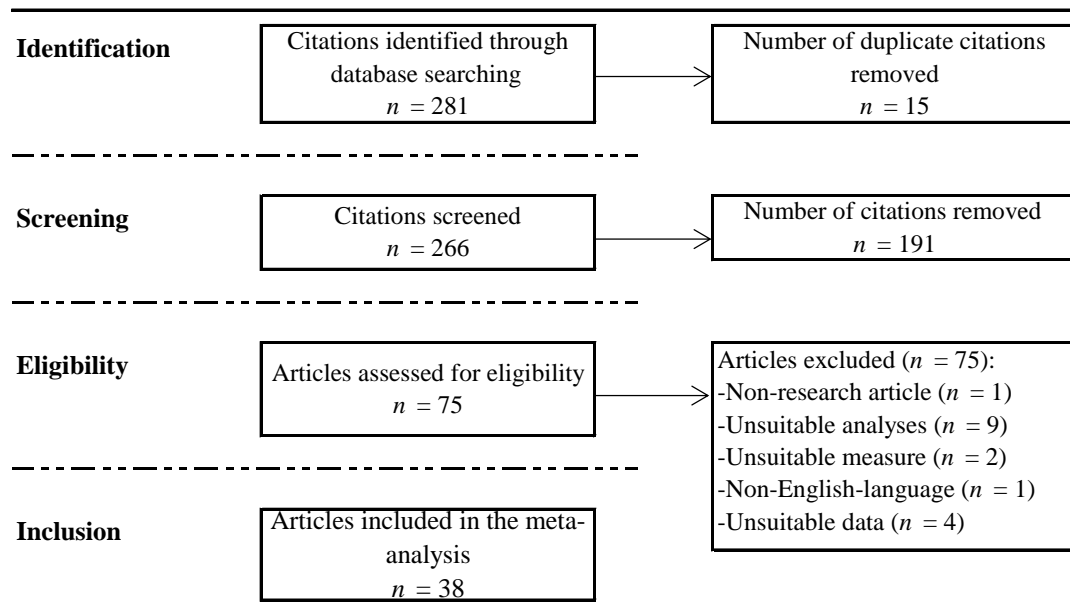 Identification
Citations identified through
database searching
n = 281
Number of duplicate citations
removed
n = 15
Screening
Citations screened
n = 266
Number of citations removed
n = 191
Eligibility
Articles assessed for eligibility
n = 75
Articles excluded (n = 75):
-Non-research article (n = 1)
-Unsuitable analyses (n = 9)
-Unsuitable measure (n = 2)
-Non-English-language (n = 1)
-Unsuitable data (n = 4)
Inclusion
Articles included in the meta-
analysis
n = 38